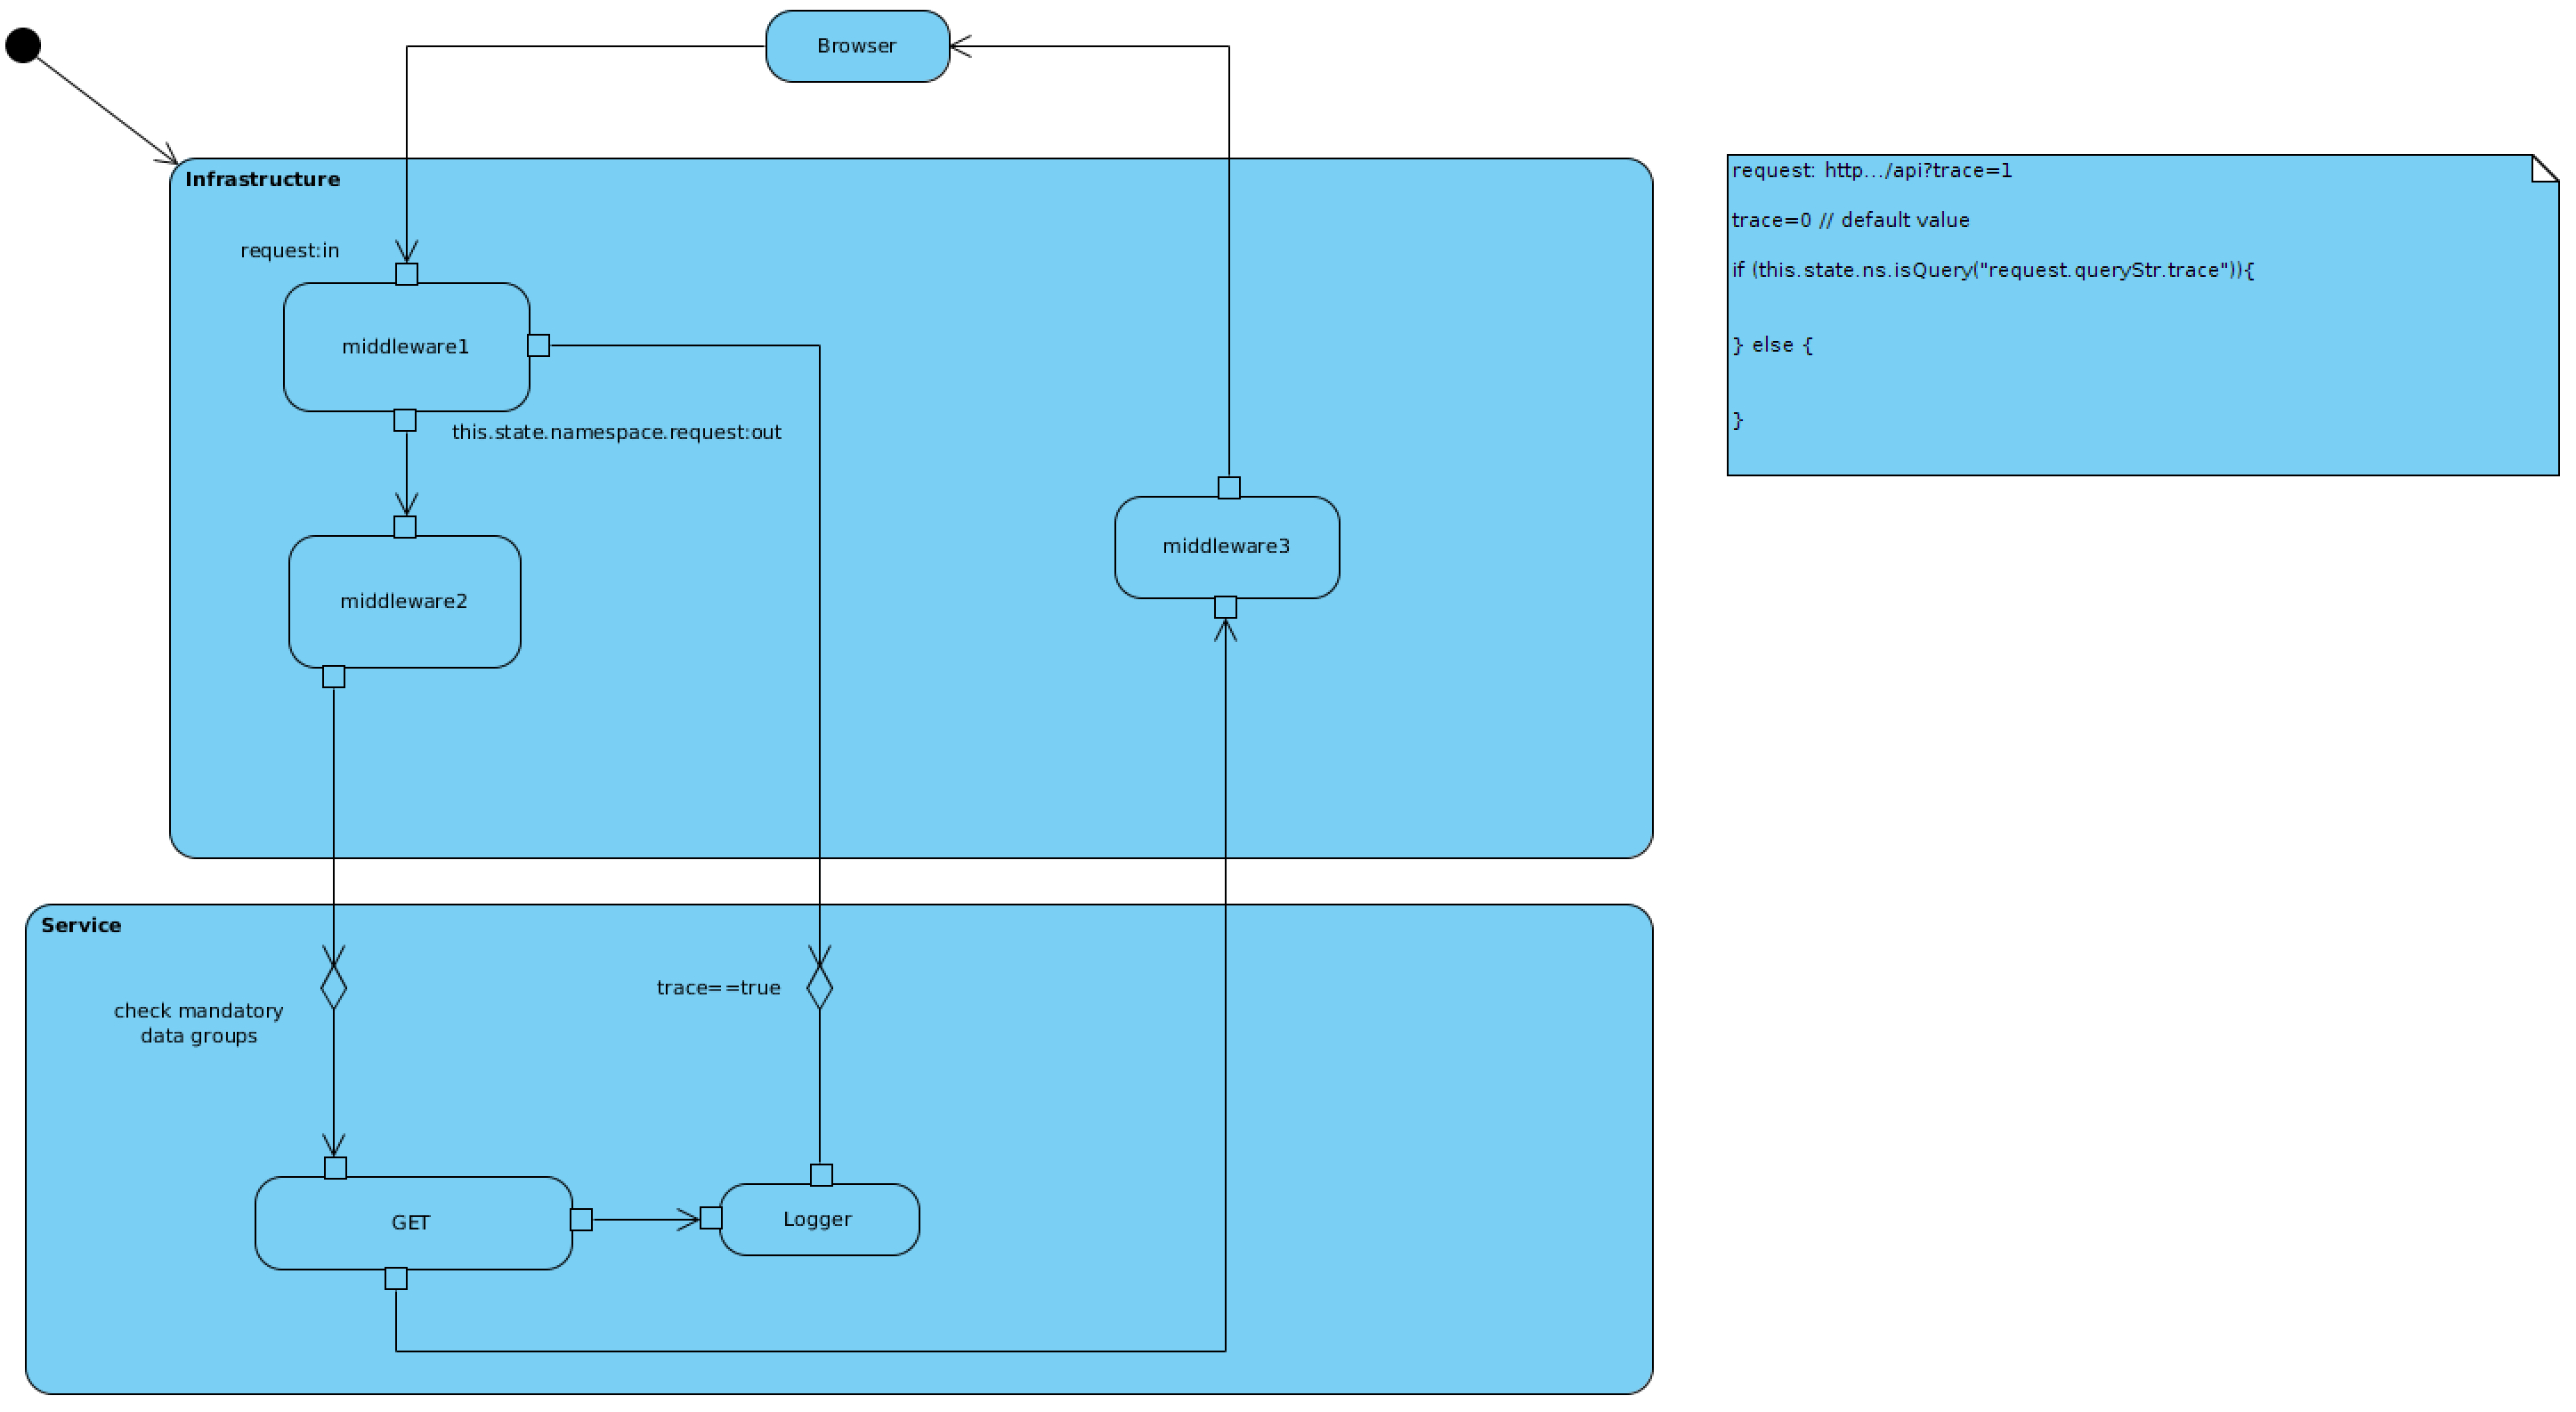 Browser
Infrastructure
request:in
middleware1
this.state.namespace.request:out
middleware2
middleware3
Service
check mandatory
data groups
trace==true
GET
Logger
request: http.../api?trace=1
trace=0 // default value
if (this.state.ns.isQuery("request.queryStr.trace")){
} else {
}